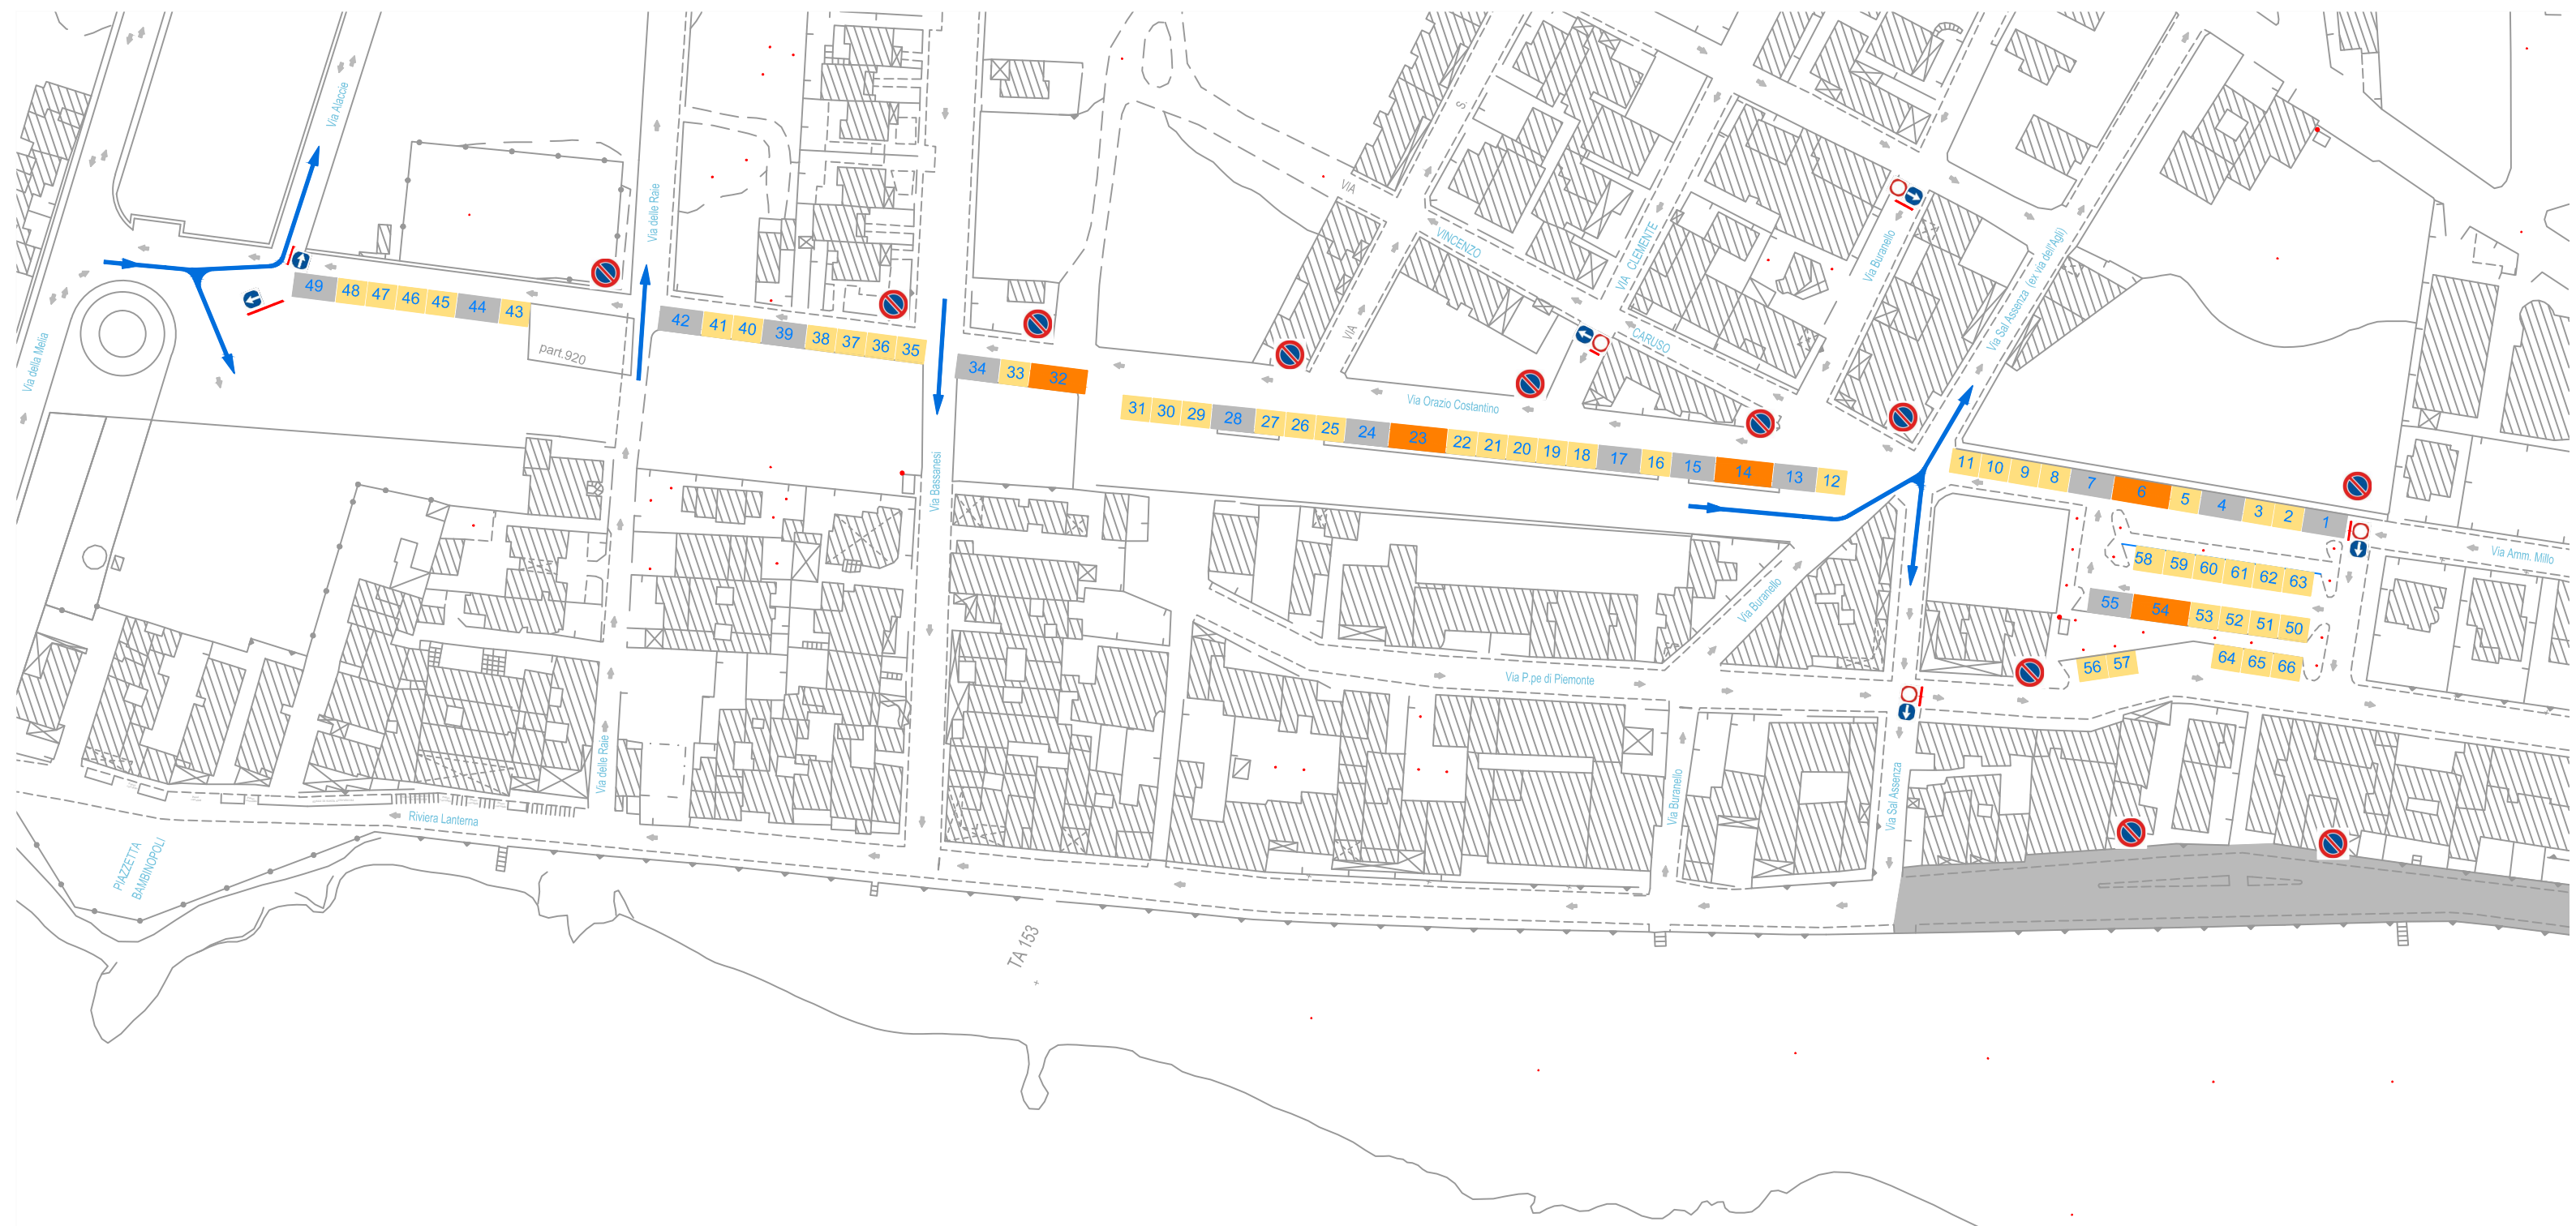 Via Alaccie
Via delle Raie
VIA
S.
VINCENZO
VIA CLEMENTE
Via Buranello
Via Sal Assenza (ex via dell'Agli)
Via della Melia
49 48 47 46 45 44 43
part.920
42 41 40 39 38 37 36 35
34 33 32
VIA
CARUSO
Via Orazio Costantino
31 30 29 28 27 26 25 24 23 22 21 20 19 18 17 16 15 14 13 12
11 10 9 8 7 6 5 4 3 2 1
Via Amm. Millo
Via Bassanesi
58 59 60 61 62 63
55 54 53 52 51 50
56 57
64 65 66
Via Buranello
Via P.pe di Piemonte
Via delle Raie
Via Buranello
Via Sal Assenza
Riviera Lanterna
PIAZZETTA
BAMBINOPOLI
TA 153